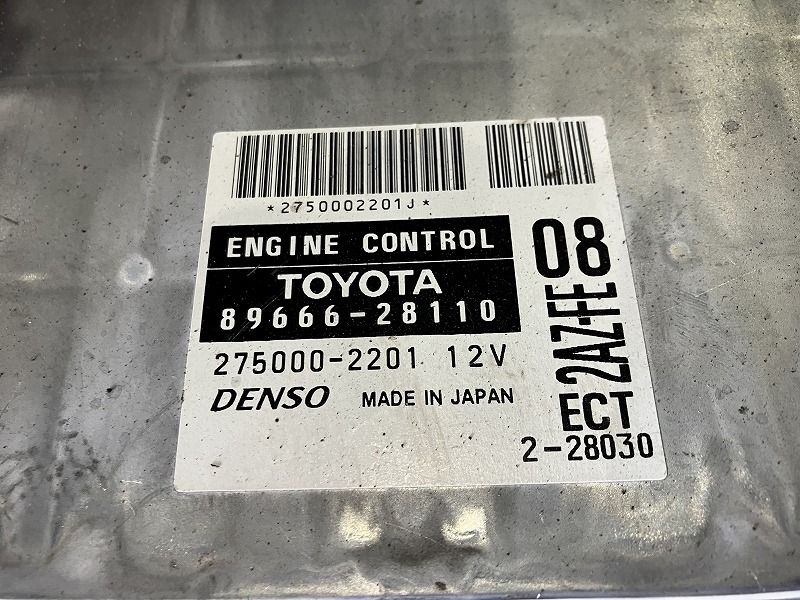 *2750002201J*
ENGINE CONTROL
TOYOTA
89666-28110
275000-2201 12V
DENSO MADE IN JAPAN
08
2AZ-FE
ECT
2-28030